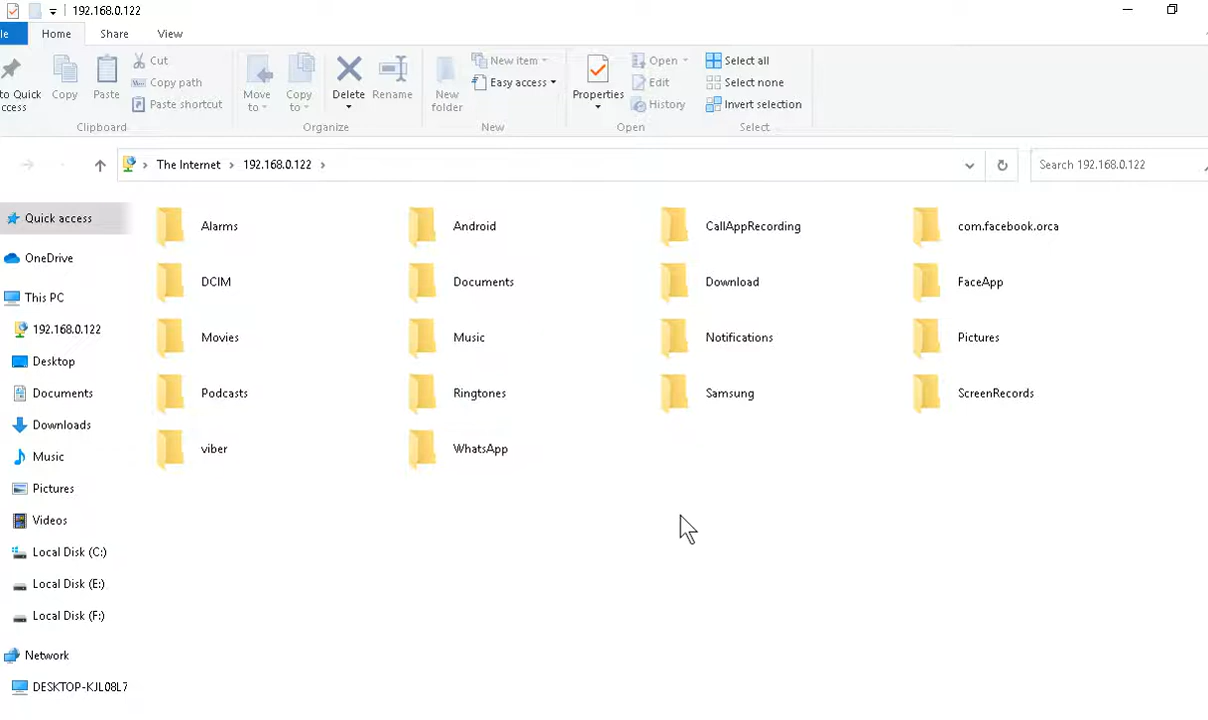 192.168.0.122
le Home Share View
to Quick
ccess
Copy
Paste
Cut
Copy path
Paste shortcut
Clipboard
Move
to
Copy
to
Delete
Rename
Organize
New
folder
New item
Easy access
New
Properties
Open
Edit
History
Open
Select all
Select none
Invert selection
Select
The Internet > 192.168.0.122 >
Search 192.168.0.122
Quick access
OneDrive
This PC
192.168.0.122
Desktop
Documents
Downloads
Music
Pictures
Videos
Local Disk (C:)
Local Disk (E:)
Local Disk (F:)
Network
DESKTOP-KJL08L7
Alarms Android CallAppRecording com.facebook.orca
DCIM Documents Download FaceApp
Movies Music Notifications Pictures
Podcasts Ringtones Samsung ScreenRecords
viber WhatsApp